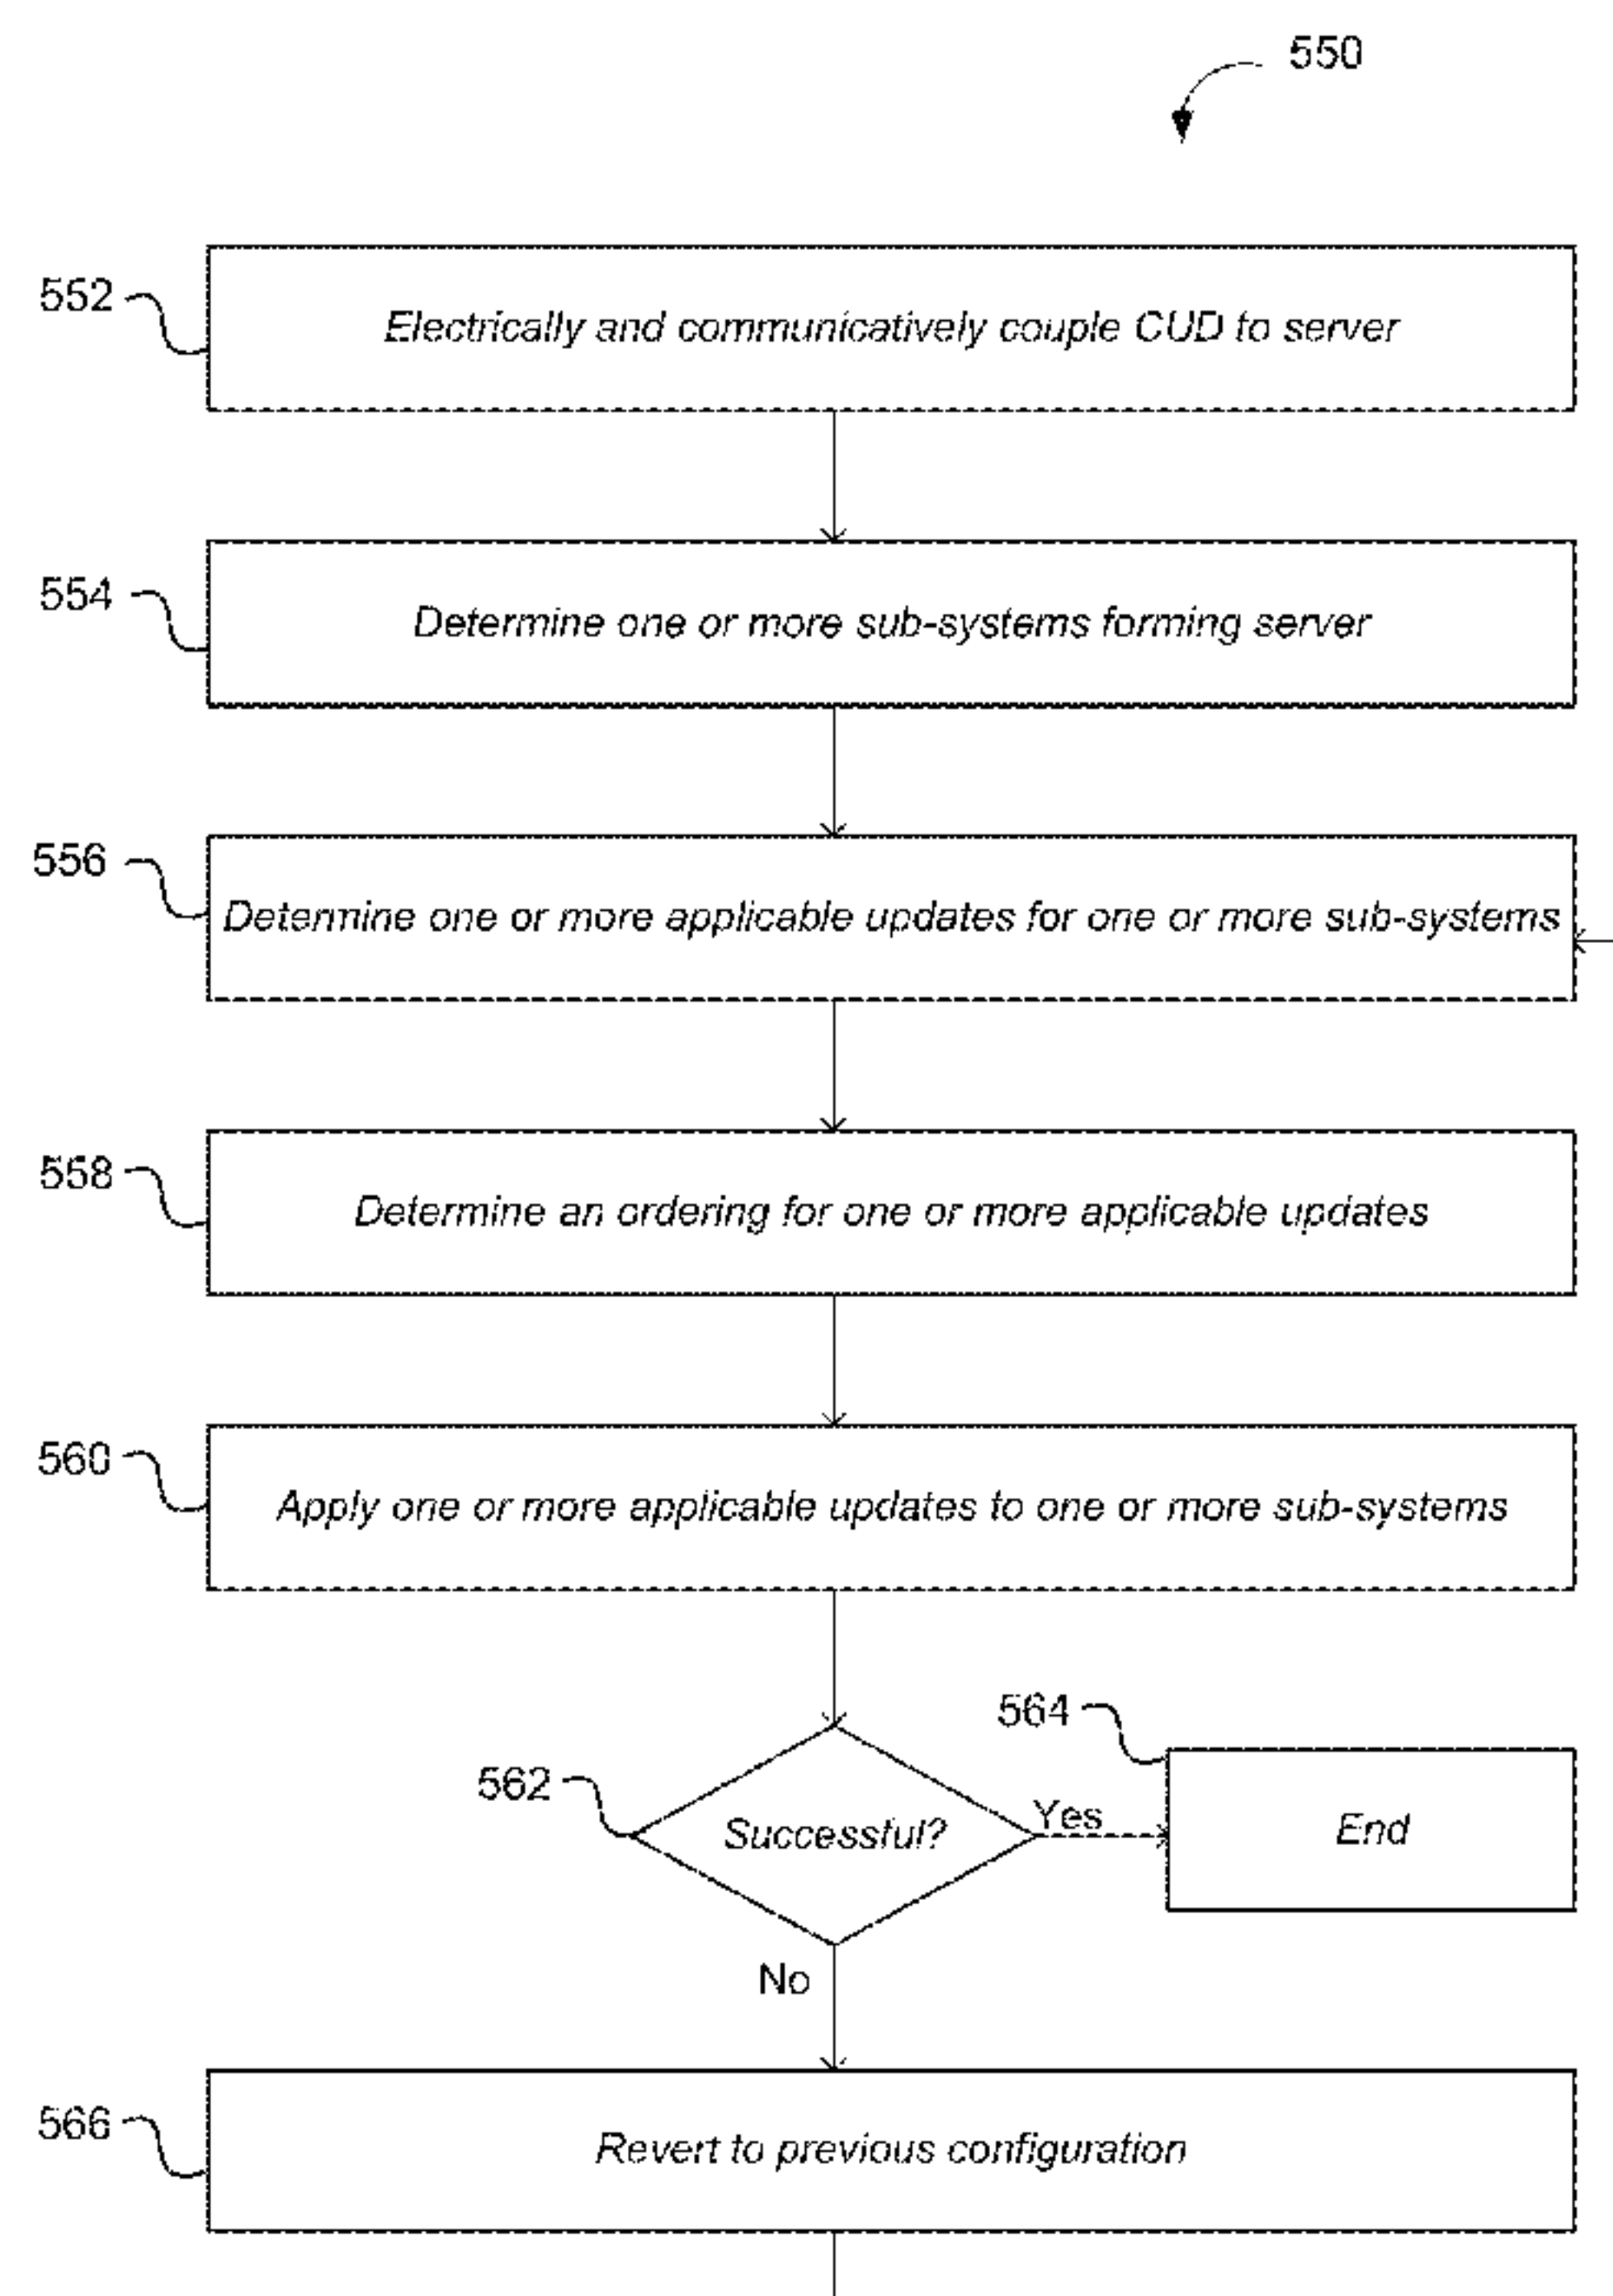 550
552
Electrically and communicatively couple CUD to server
554
Determine one or more sub-systems forming server
556
Determine one or more applicable updates for one or more sub-systems
558
Determine an ordering for one or more applicable updates
560
Apply one or more applicable updates to one or more sub-systems
562
Successful?
Yes
564
End
No
566
Revert to previous configuration